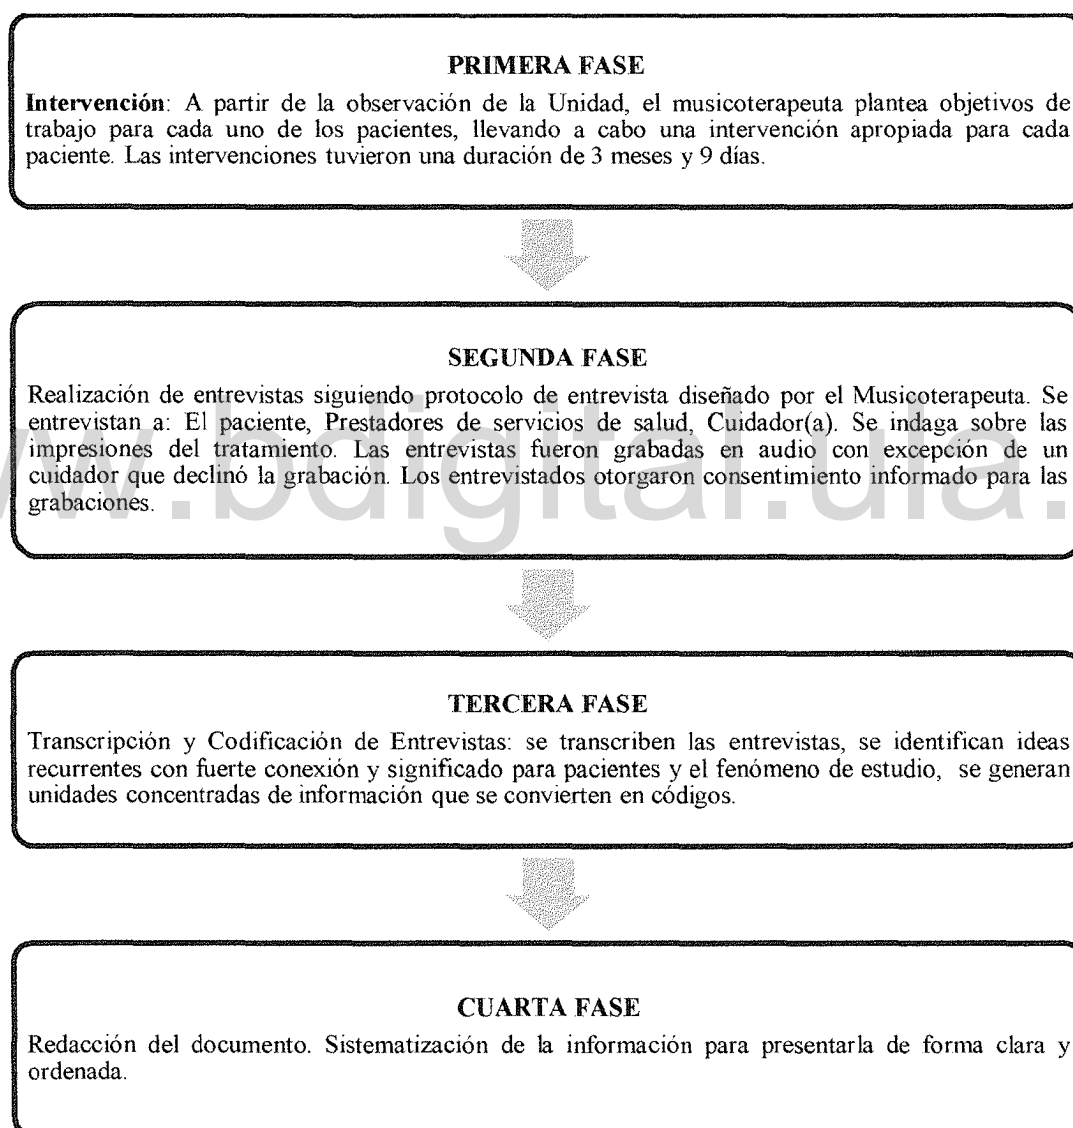 PRIMERA FASE
Intervención: A partir de la observación de la Unidad, el musicoterapeuta plantea objetivos de
trabajo para cada uno de los pacientes, llevando a cabo una intervención apropiada para cada
paciente. Las intervenciones tuvieron una duración de 3 meses y 9 días.
SEGUNDA FASE
Realización de entrevistas siguiendo protocolo de entrevista diseñado por el Musicoterapeuta. Se
entrevistan a: El paciente, Prestadores de servicios de salud, Cuidador(a). Se indaga sobre las
impresiones del tratamiento. Las entrevistas fueron grabadas en audio con excepción de un
cuidador que declinó la grabación. Los entrevistados otorgaron consentimiento informado para las
grabaciones.
www.bdigital.ula.
TERCERA FASE
Transcripción y Codificación de Entrevistas: se transcriben las entrevistas, se identifican ideas
recurrentes con fuerte conexión y significado para pacientes y el fenómeno de estudio, se generan
unidades concentradas de información que se convierten en códigos.
CUARTA FASE
Redacción del documento. Sistematización de la información para presentarla de forma clara y
ordenada.